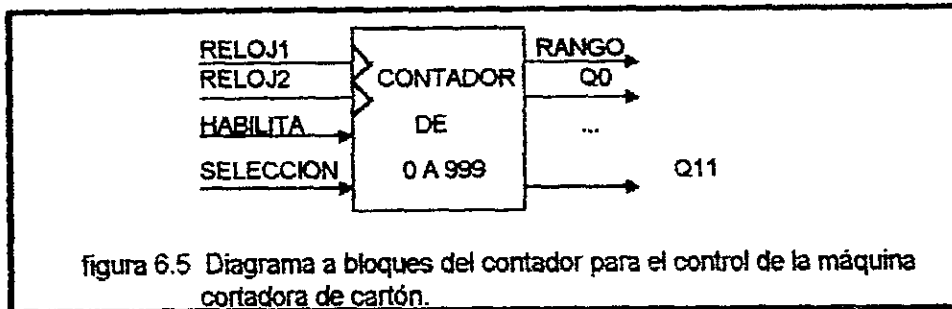 RELOJ1 RANGO
RELOJ2 CONTADOR Q0
HABILITA DE ...
SELECCION 0 A 999 Q11
figura 6.5 Diagrama a bloques del contador para el control de la máquina
cortadora de cartón.